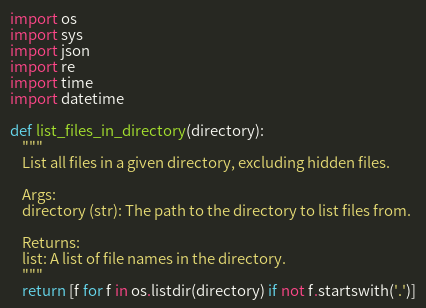 import os
import sys
import json
import re
import time
import datetime

def list_files_in_directory(directory):
    """
    List all files in a given directory, excluding hidden files.

    Args:
    directory (str): The path to the directory to list files from.

    Returns:
    list: A list of file names in the directory.
    """
    return [f for f in os.listdir(directory) if not f.startswith('.')]